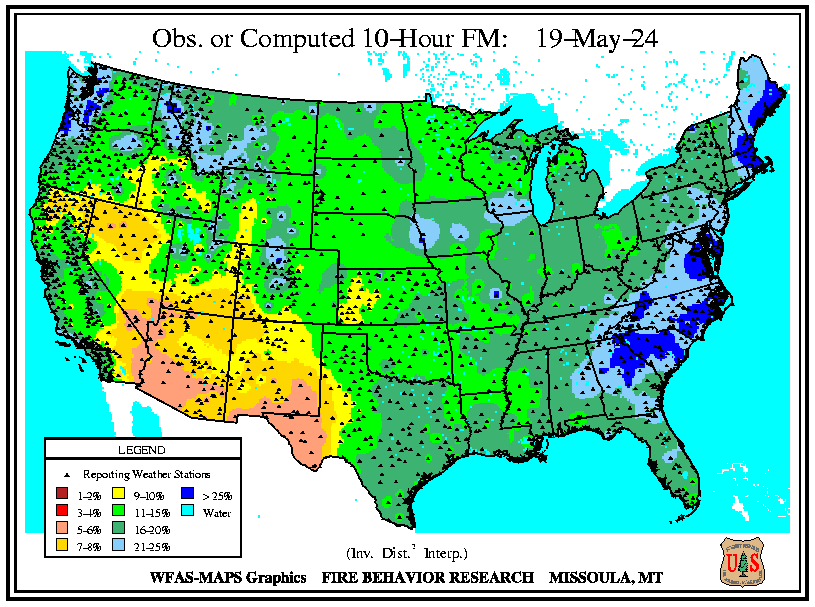 Obs. or Computed 10-Hour FM: 19-May-24
LEGEND
Reporting Weather Stations
1-2% 9-10% > 25%
3-4% 11-15% Water
5-6% 16-20%
7-8% 21-25%
(Inv. Dist.² Interp.)
WFAS-MAPS Graphics FIRE BEHAVIOR RESEARCH MISSOULA, MT
U S